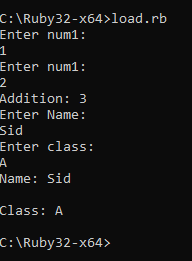 C:\Ruby32-x64>load.rb
Enter num1:
1
Enter num1:
2
Addition: 3
Enter Name:
Sid
Enter class:
A
Name: Sid
Class: A
C:\Ruby32-x64>